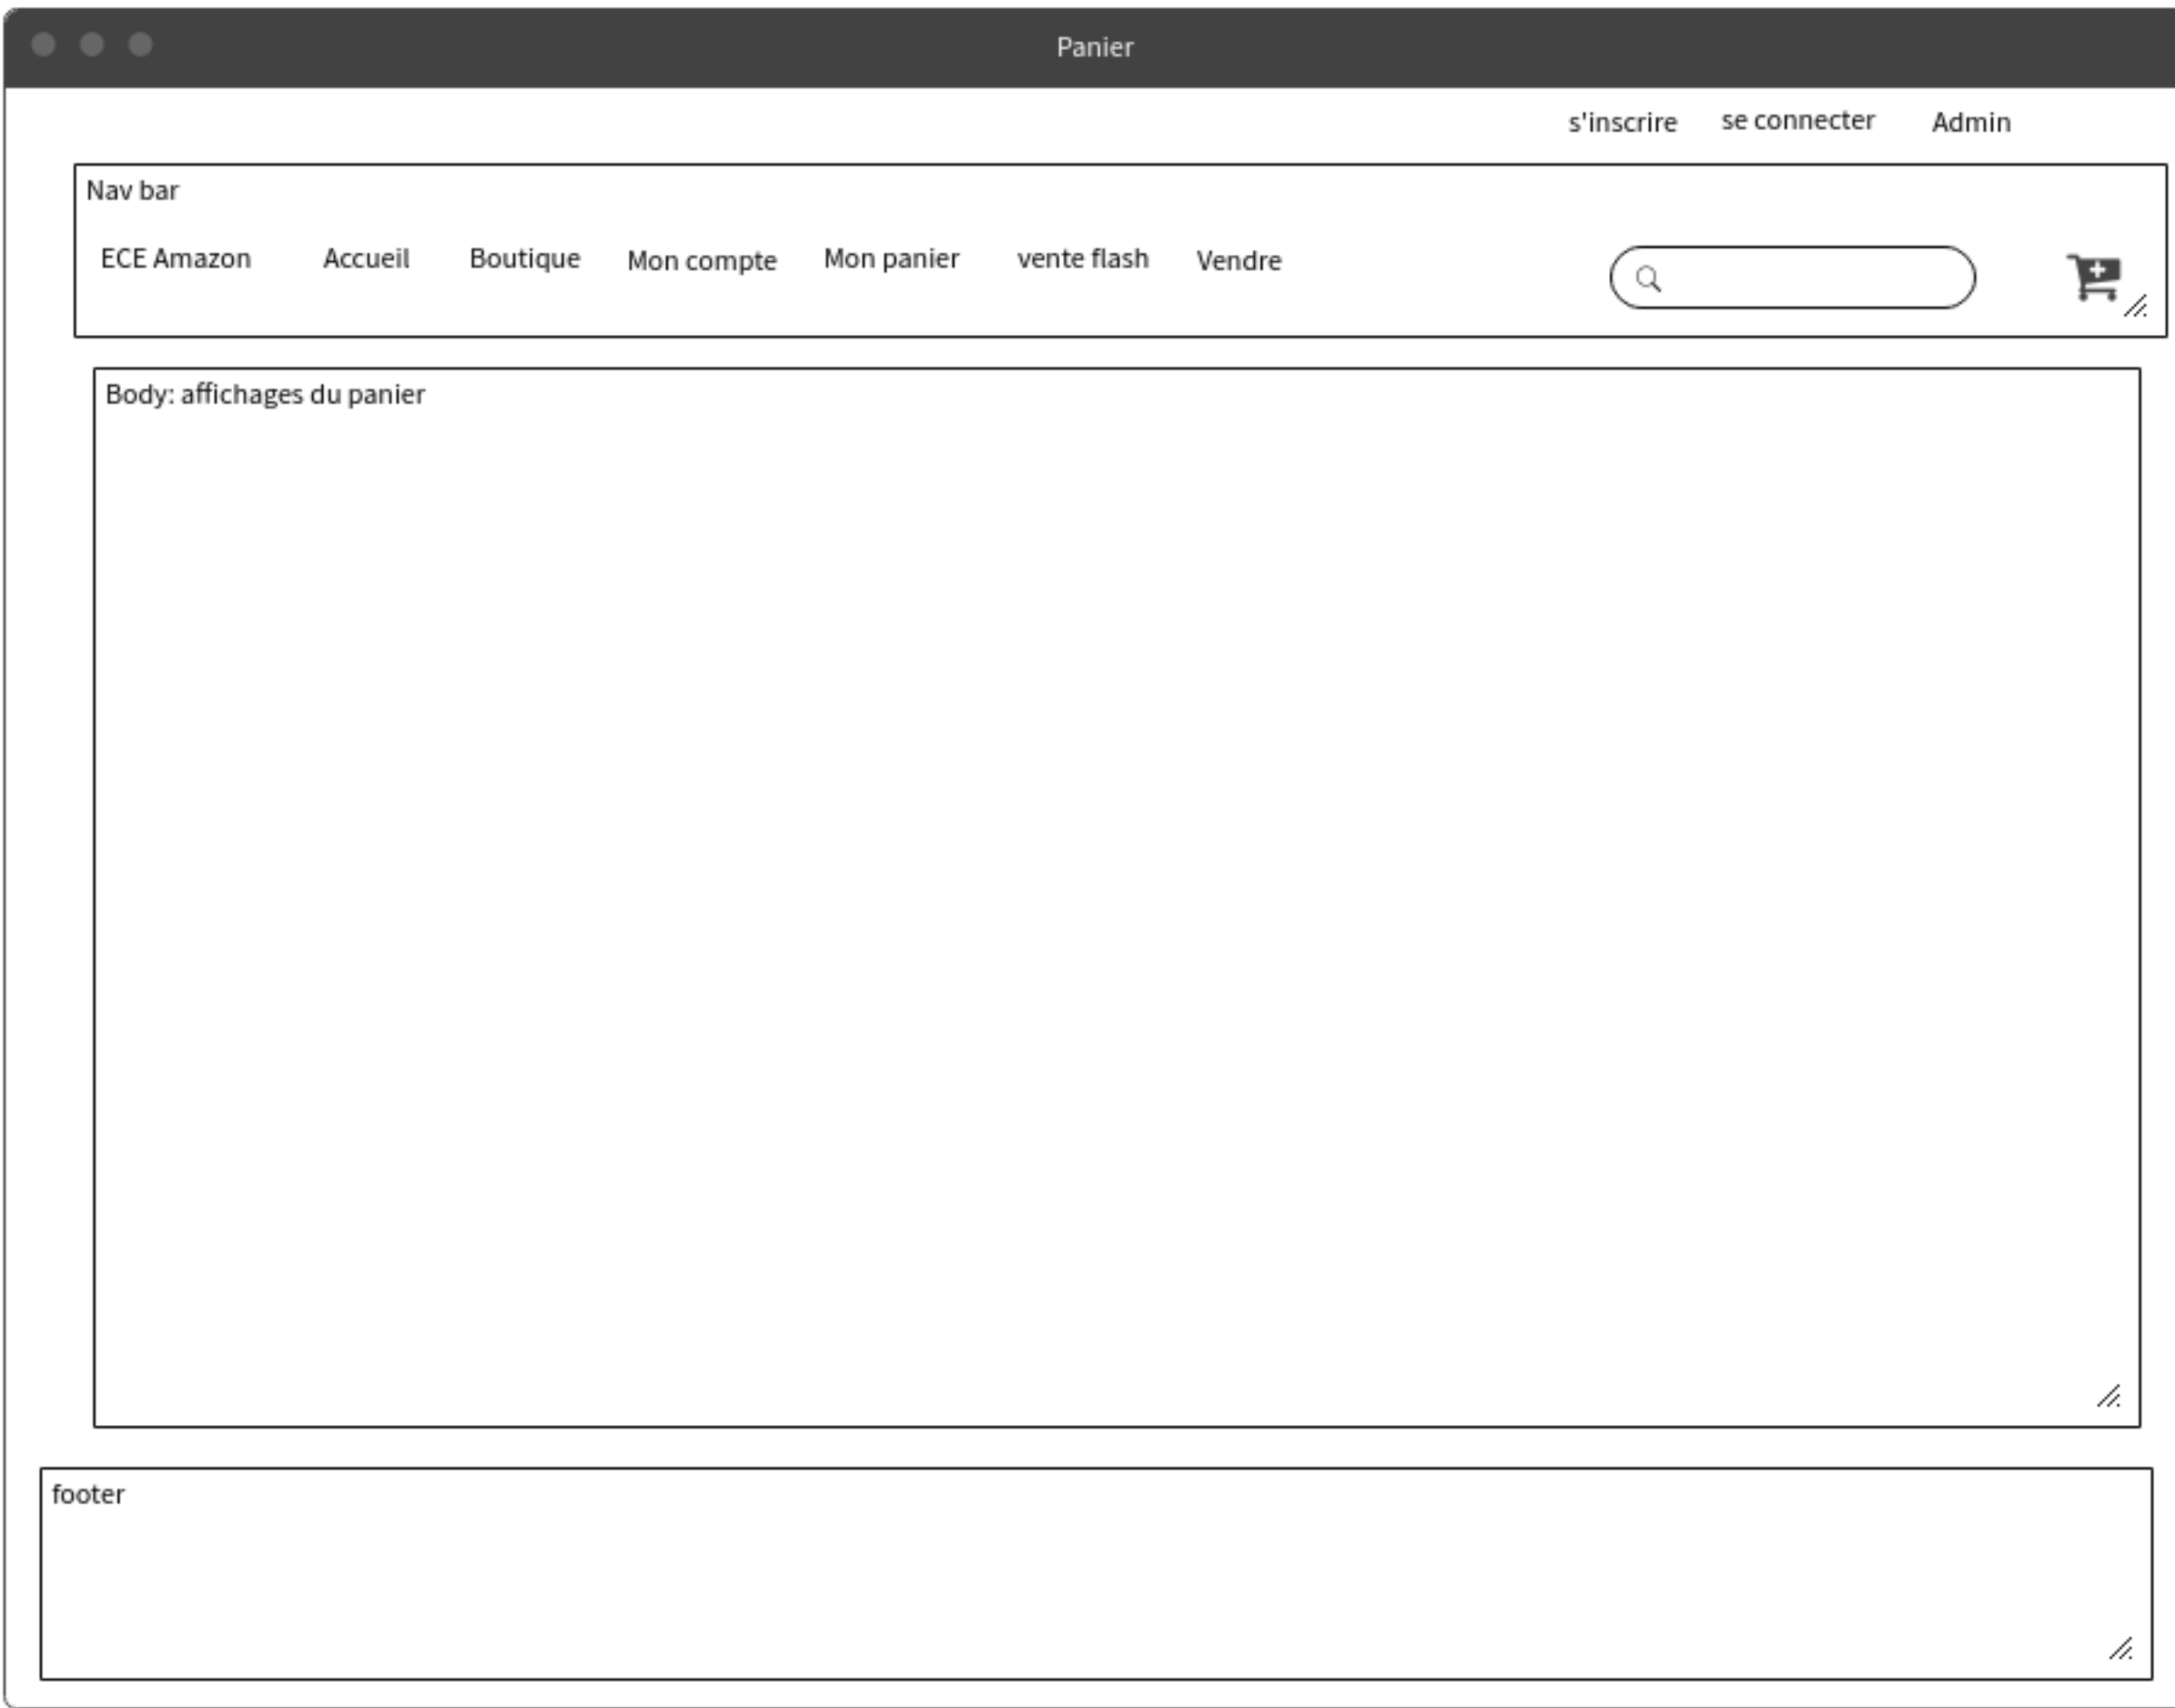 Panier
s'inscrire se connecter Admin
Nav bar
ECE Amazon Accueil Boutique Mon compte Mon panier vente flash Vendre
Body: affichages du panier
footer